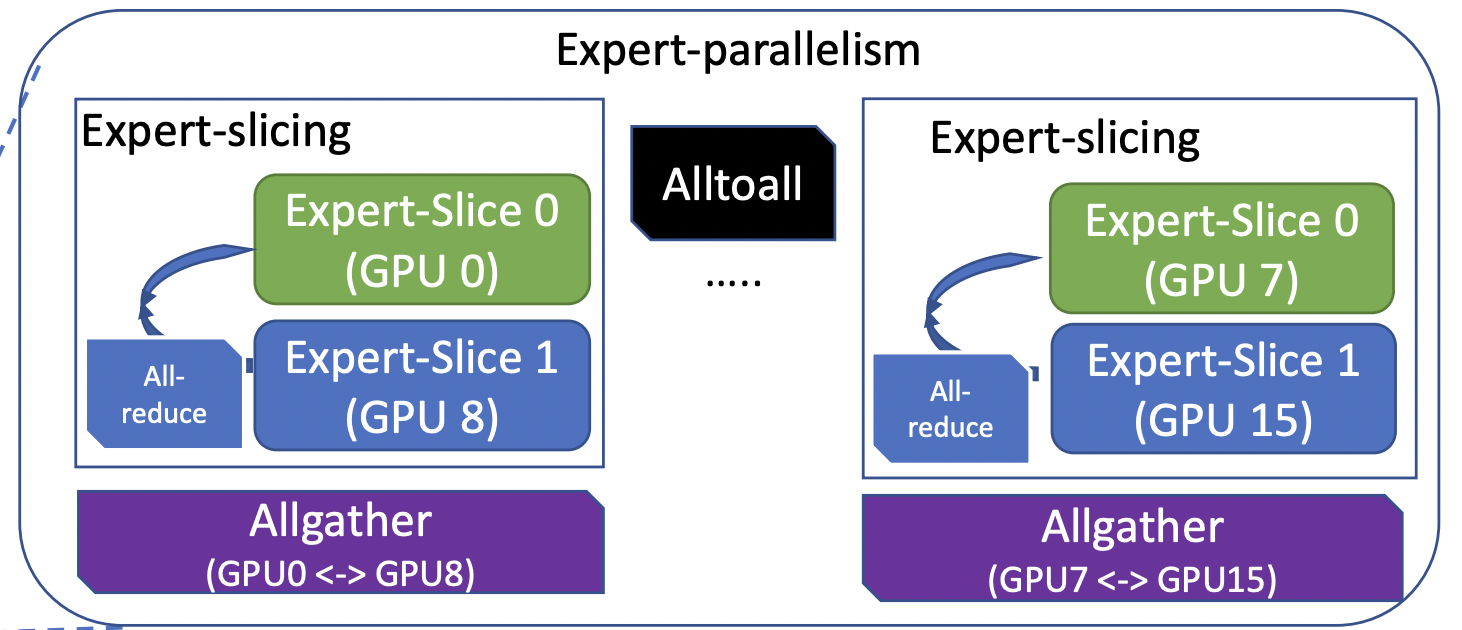 Expert-parallelism
Expert-slicing
Expert-Slice 0
(GPU 0)
Expert-Slice 1
(GPU 8)
All-
reduce
Allgather
(GPU0 <-> GPU8)
Alltoall
.....
Expert-slicing
Expert-Slice 0
(GPU 7)
Expert-Slice 1
(GPU 15)
All-
reduce
Allgather
(GPU7 <-> GPU15)